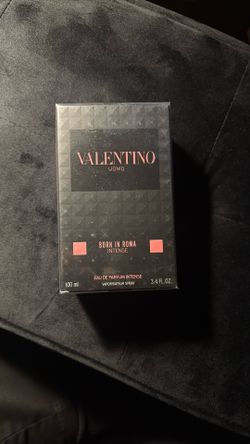 VALENTINO
UOMO
BORN IN ROMA
INTENSE
EAU DE PARFUM INTENSE
VAPORISATEUR SPRAY
100 ml 3.4 FL.OZ.